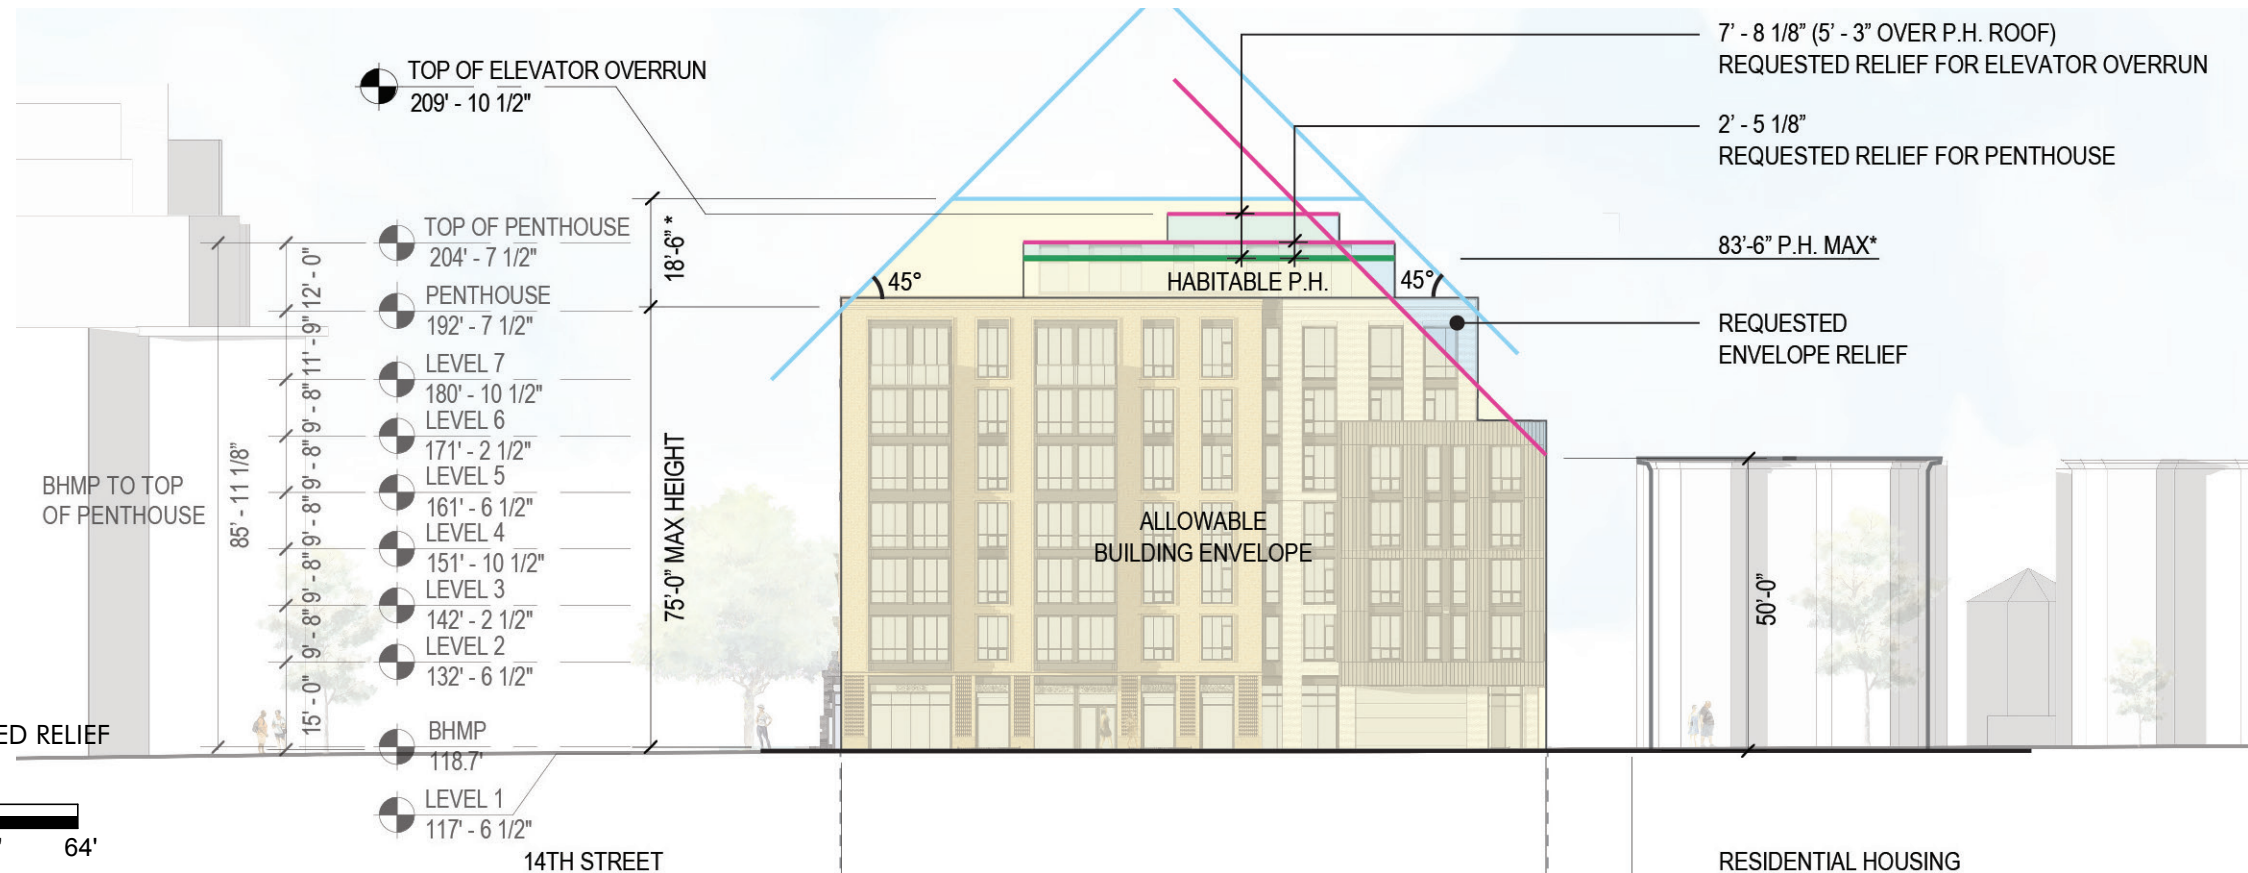 TOP OF ELEVATOR OVERRUN
209' - 10 1/2"
7' - 8 1/8" (5' - 3" OVER P.H. ROOF)
REQUESTED RELIEF FOR ELEVATOR OVERRUN
2' - 5 1/8"
REQUESTED RELIEF FOR PENTHOUSE
83'-6" P.H. MAX*
REQUESTED
ENVELOPE RELIEF
TOP OF PENTHOUSE
204' - 7 1/2"
PENTHOUSE
192' - 7 1/2"
LEVEL 7
180' - 10 1/2"
LEVEL 6
171' - 2 1/2"
LEVEL 5
161' - 6 1/2"
LEVEL 4
151' - 10 1/2"
LEVEL 3
142' - 2 1/2"
LEVEL 2
132' - 6 1/2"
BHMP
118.7'
LEVEL 1
117' - 6 1/2"
12' - 0"
11' - 9"
9' - 8"
9' - 8"
9' - 8"
9' - 8"
9' - 8"
15' - 0"
85' - 11 1/8"
BHMP TO TOP
OF PENTHOUSE
18'-6" *
75'-0" MAX HEIGHT
45°
HABITABLE P.H.
45°
ALLOWABLE
BUILDING ENVELOPE
50'-0"
ED RELIEF
64'
14TH STREET
RESIDENTIAL HOUSING